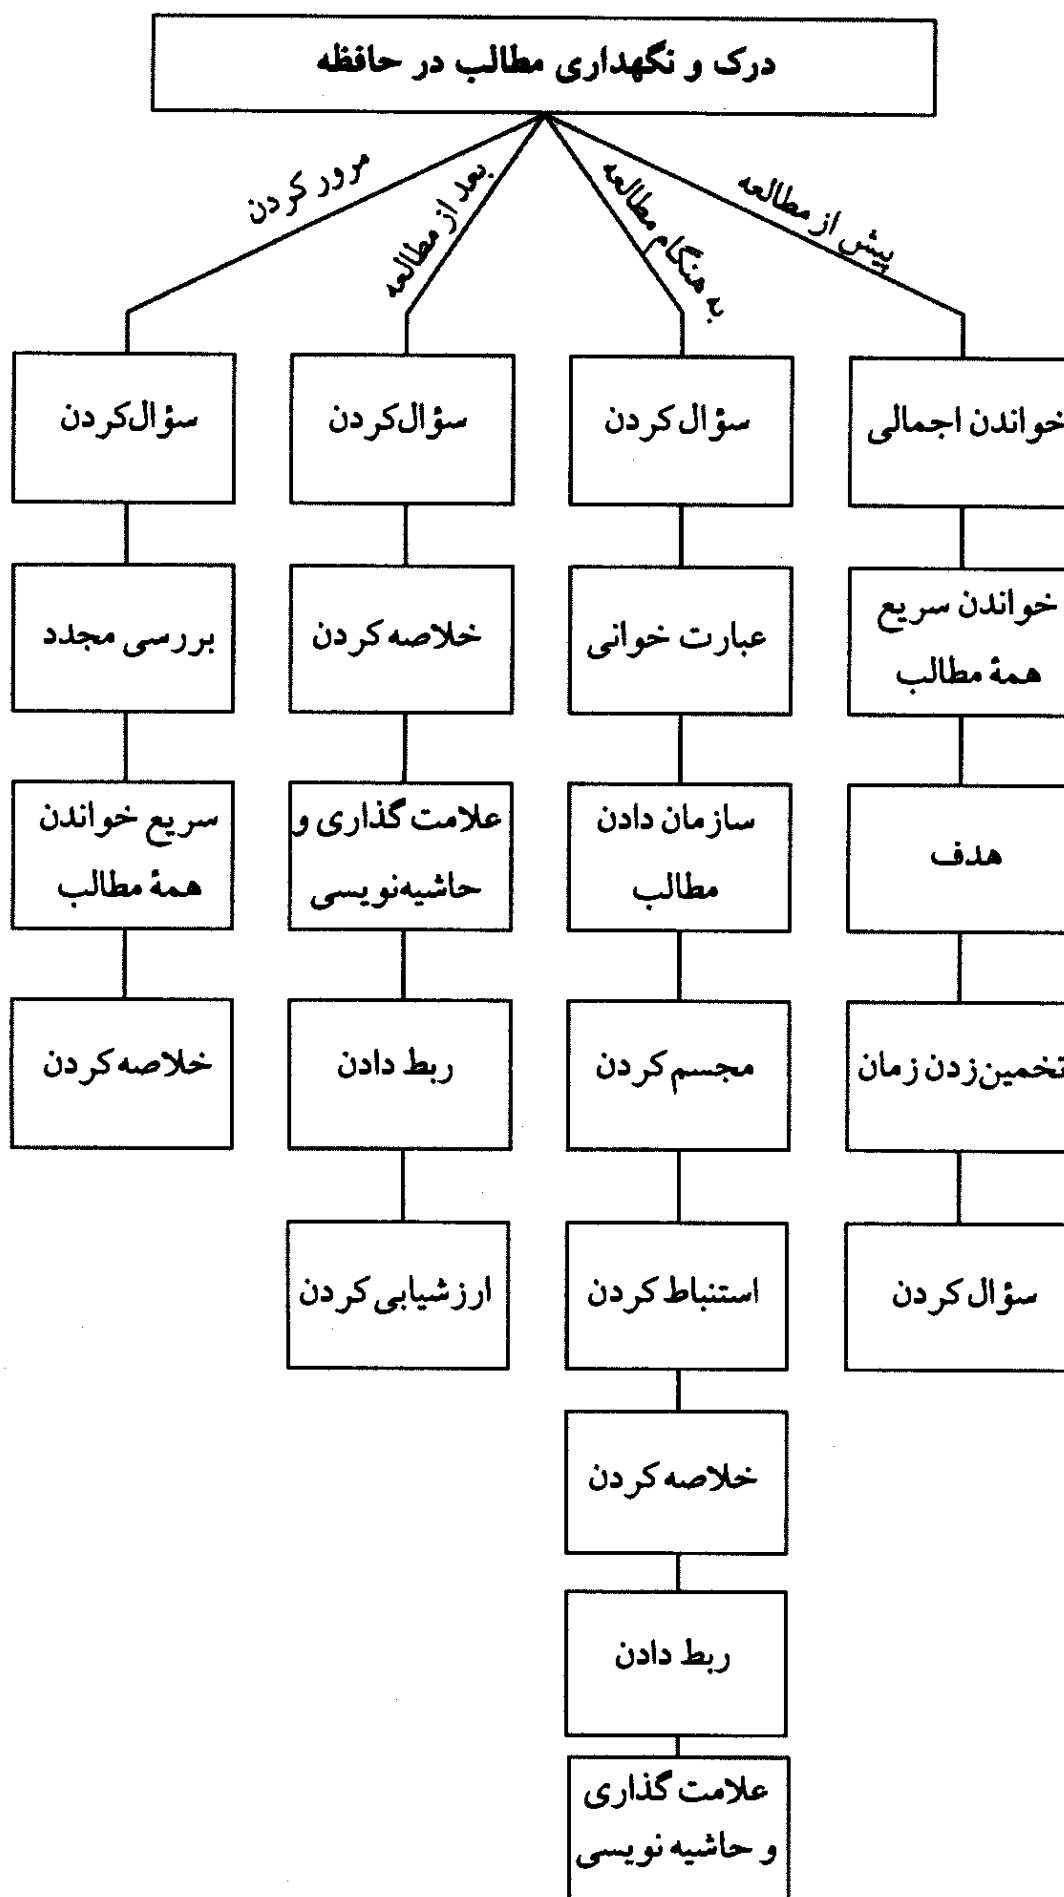 درک و نگهداری مطالب در حافظه
پیش از مطالعه
به هنگام مطالعه
بعد از مطالعه
مرور کردن
خواندن اجمالی
خواندن سریع
همهٔ مطالب
هدف
تخمین زدن زمان
سؤال کردن
سؤال کردن
عبارت خوانی
سازمان دادن
مطالب
مجسم کردن
استنباط کردن
خلاصه کردن
ربط دادن
علامت گذاری
و حاشیه نویسی
سؤال کردن
خلاصه کردن
علامت گذاری و
حاشیه‌نویسی
ربط دادن
ارزشیابی کردن
سؤال کردن
بررسی مجدد
سریع خواندن
همهٔ مطالب
خلاصه کردن